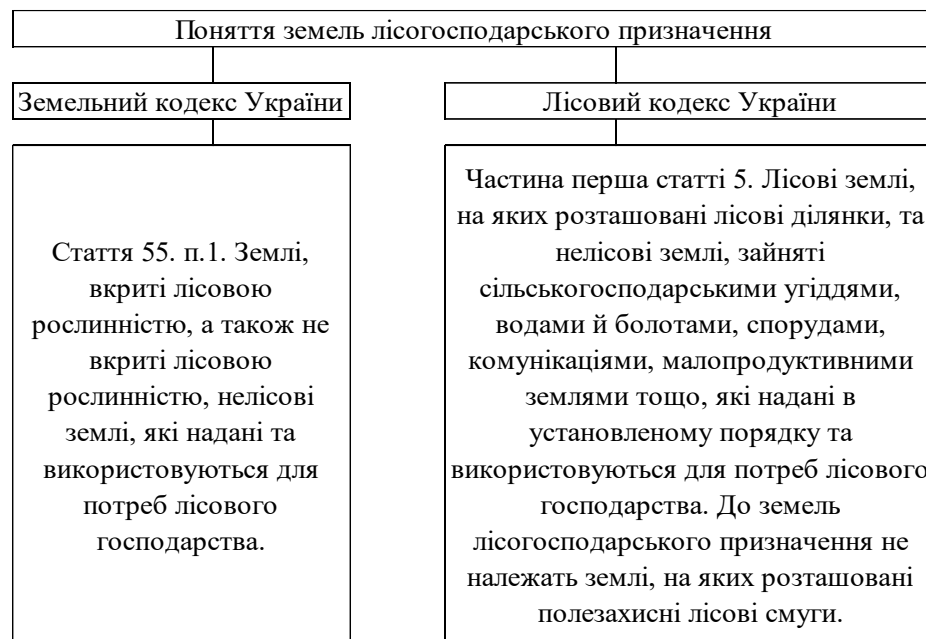 Поняття земель лісогосподарського призначення
Земельний кодекс України
Лісовий кодекс України
Стаття 55. п.1. Землі,
вкриті лісовою
рослинністю, а також не
вкриті лісовою
рослинністю, нелісові
землі, які надані та
використовуються для
потреб лісового
господарства.
Частина перша статті 5. Лісові землі,
на яких розташовані лісові ділянки, та
нелісові землі, зайняті
сільськогосподарськими угіддями,
водами й болотами, спорудами,
комунікаціями, малопродуктивними
землями тощо, які надані в
установленому порядку та
використовуються для потреб лісового
господарства. До земель
лісогосподарського призначення не
належать землі, на яких розташовані
полезахисні лісові смуги.